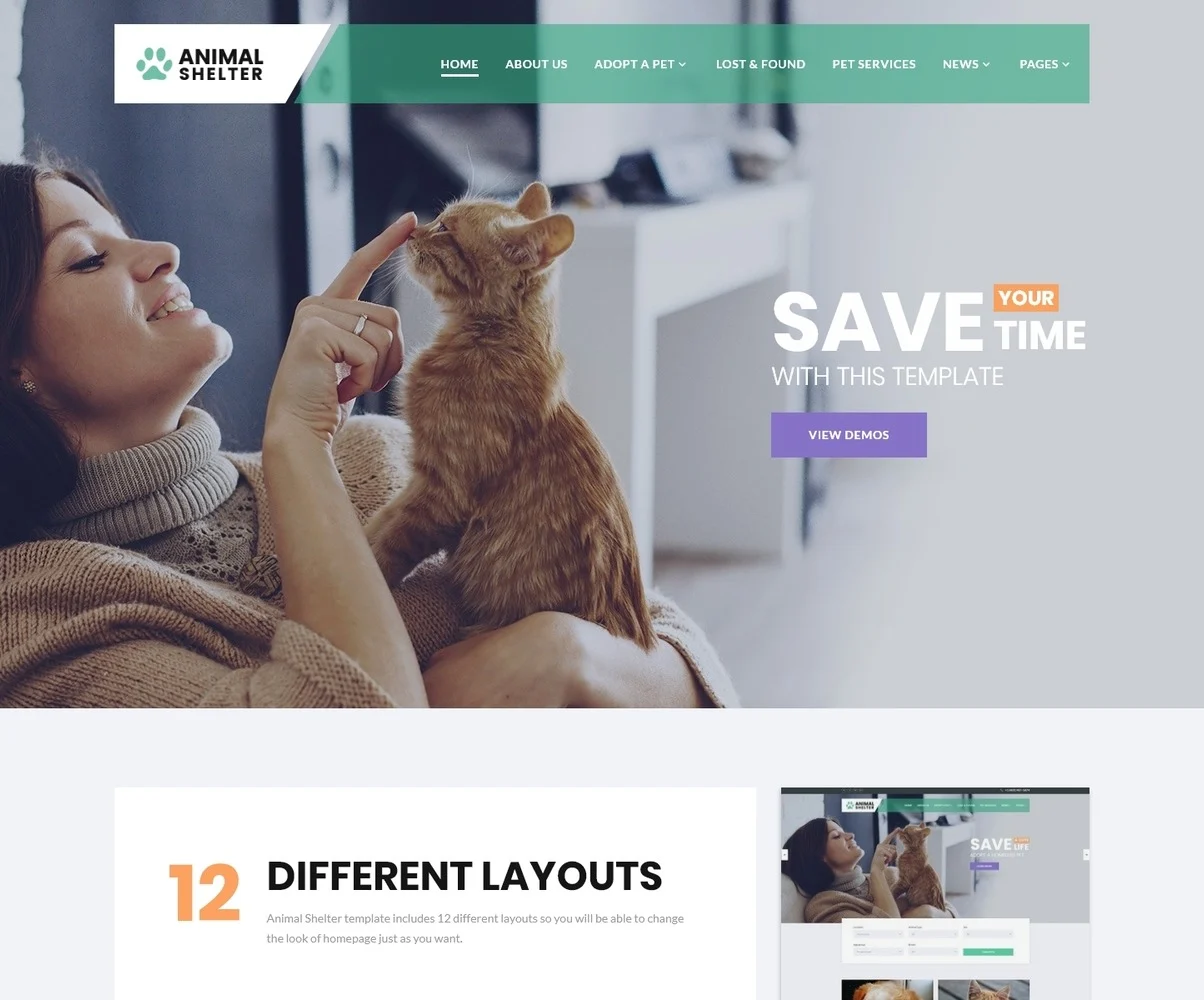 ANIMAL
SHELTER
HOME ABOUT US ADOPT A PET LOST & FOUND PET SERVICES NEWS PAGES
SAVE YOUR
TIME
WITH THIS TEMPLATE
VIEW DEMOS
12 DIFFERENT LAYOUTS
Animal Shelter template includes 12 different layouts so you will be able to change
the look of homepage just as you want.
ANIMAL
SHELTER
SAVE
LIFE